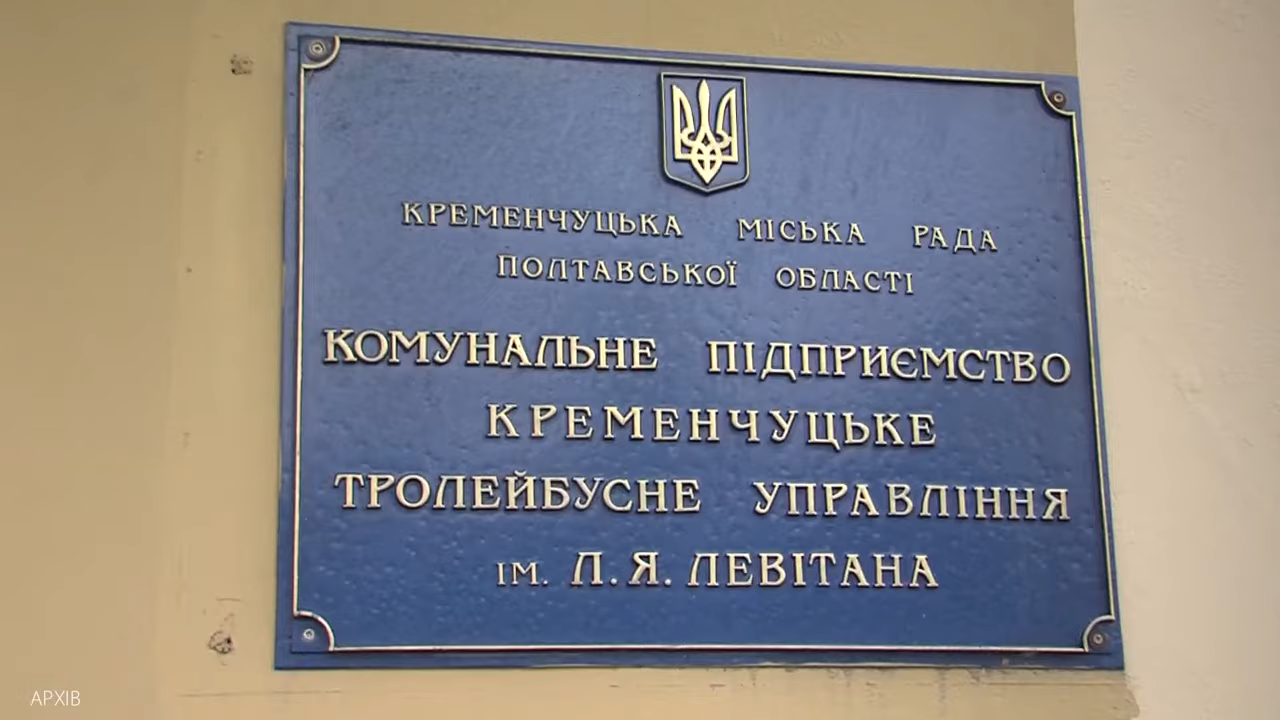 КРЕМЕНЧУЦЬКА МІСЬКА РАДА
ПОЛТАВСЬКОЇ ОБЛАСТІ
КОМУНАЛЬНЕ ПІДПРИЄМСТВО
КРЕМЕНЧУЦЬКЕ
ТРОЛЕЙБУСНЕ УПРАВЛІННЯ
ІМ. Л.Я. ЛЕВІТАНА
АРХІВ